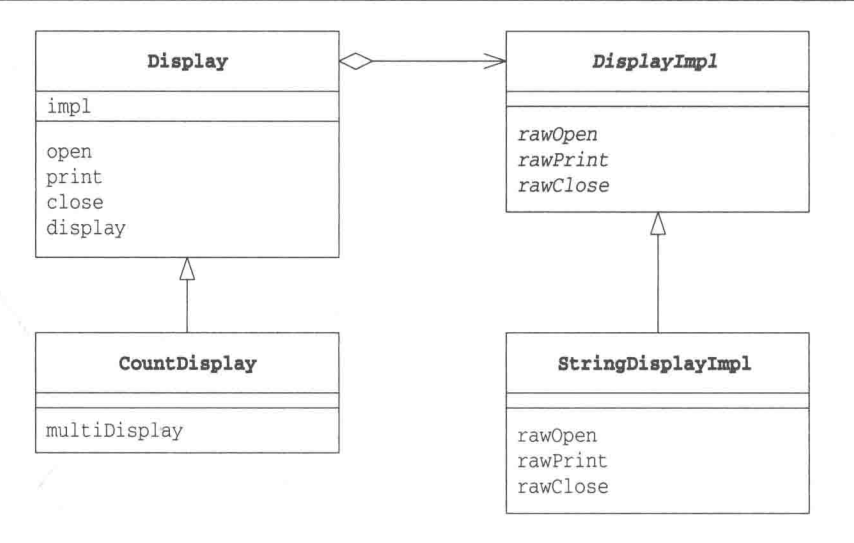 Display
impl
open
print
close
display
DisplayImpl
rawOpen
rawPrint
rawClose
CountDisplay
multiDisplay
StringDisplayImpl
rawOpen
rawPrint
rawClose